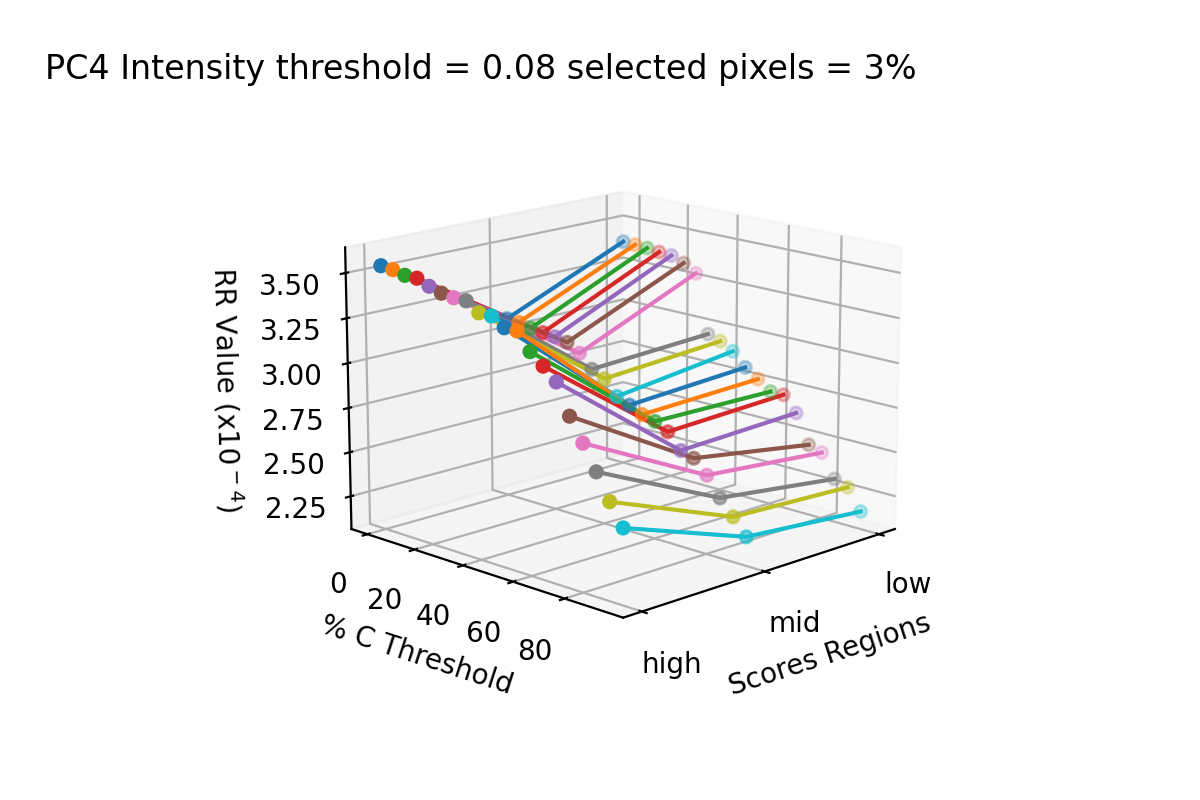 PC4 Intensity threshold = 0.08 selected pixels = 3%
RR Value (x10⁻⁴)
3.50
3.25
3.00
2.75
2.50
2.25
0
20
40
60
80
% C Threshold
high
mid
low
Scores Regions